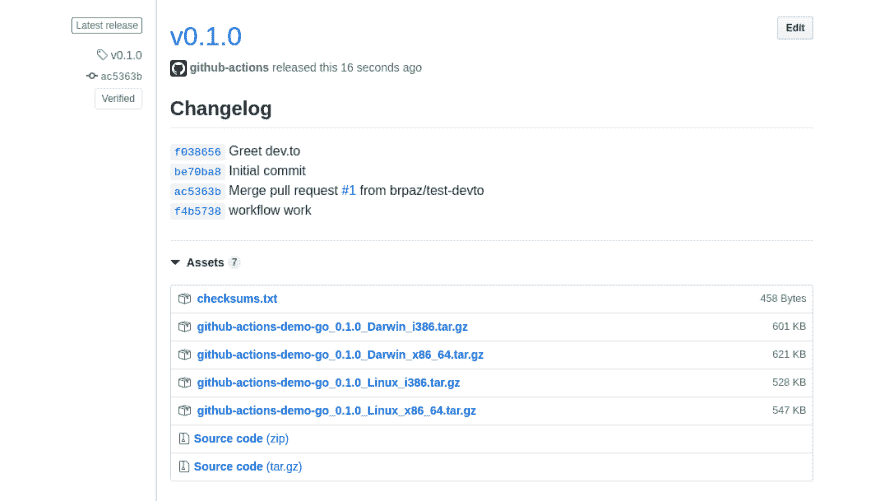 Latest release
v0.1.0
ac5363b
Verified
v0.1.0
Edit
github-actions released this 16 seconds ago
Changelog
f038656 Greet dev.to
be70ba8 Initial commit
ac5363b Merge pull request #1 from brpaz/test-devto
f4b5738 workflow work
Assets 7
checksums.txt 458 Bytes
github-actions-demo-go_0.1.0_Darwin_i386.tar.gz 601 KB
github-actions-demo-go_0.1.0_Darwin_x86_64.tar.gz 621 KB
github-actions-demo-go_0.1.0_Linux_i386.tar.gz 528 KB
github-actions-demo-go_0.1.0_Linux_x86_64.tar.gz 547 KB
Source code (zip)
Source code (tar.gz)